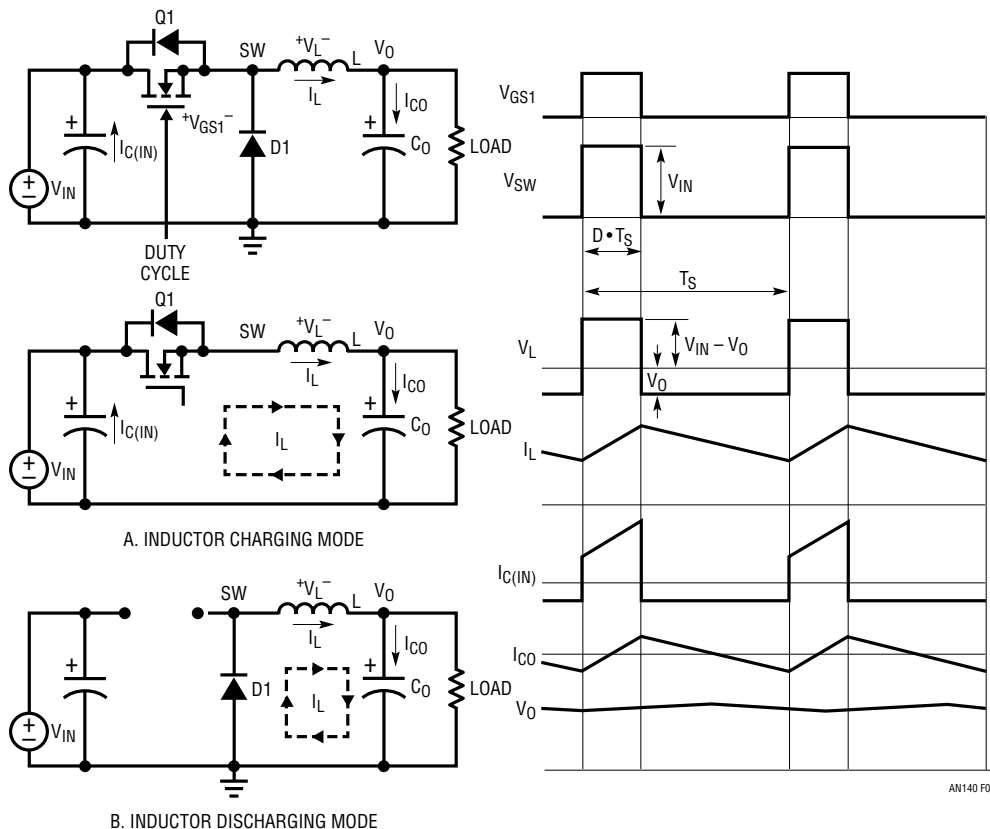 Q1
SW
+VL−
L
VO
IL
ICO
+
+VGS1−
IC(IN)
+
D1
CO
LOAD
+
−
VIN
DUTY
CYCLE
Q1
SW
+VL−
L
VO
IL
ICO
+
IC(IN)
+
CO
LOAD
IL
+
−
VIN
A. INDUCTOR CHARGING MODE
SW
+VL−
L
VO
IL
ICO
+
+
D1
IL
CO
LOAD
+
−
VIN
B. INDUCTOR DISCHARGING MODE
VGS1
VSW
VIN
D•TS
TS
VL
VIN – VO
VO
IL
IC(IN)
ICO
VO
AN140 F0